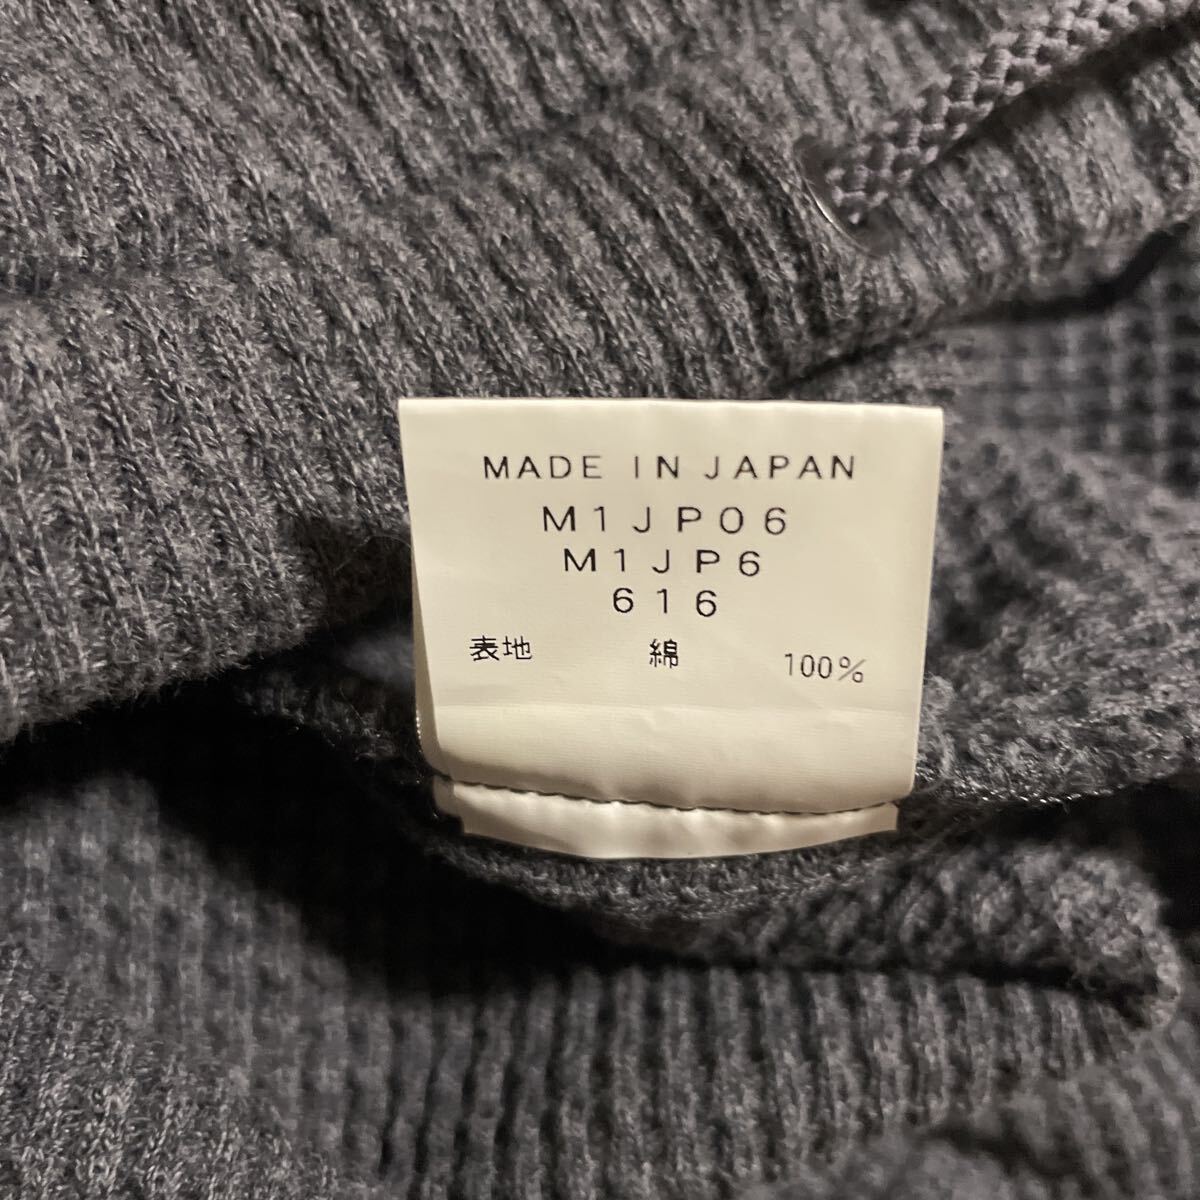 MADE IN JAPAN
M1JP06
M1JP6
616
表地 綿 100%